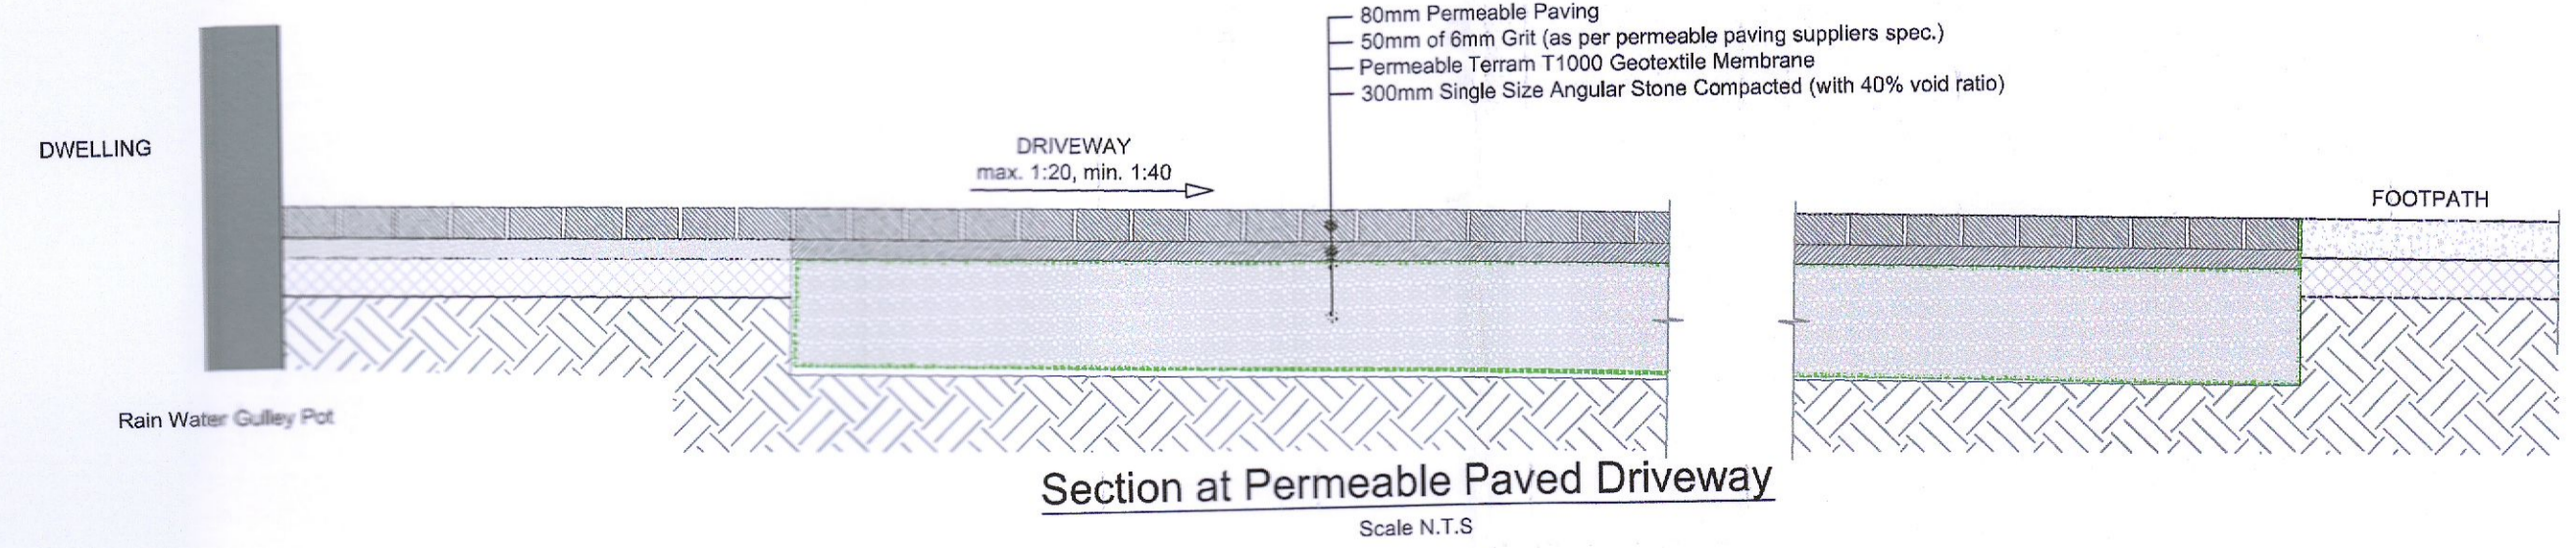 80mm Permeable Paving
50mm of 6mm Grit (as per permeable paving suppliers spec.)
Permeable Terram T1000 Geotextile Membrane
300mm Single Size Angular Stone Compacted (with 40% void ratio)
DWELLING
DRIVEWAY
max. 1:20, min. 1:40
FOOTPATH
Rain Water Gulley Pot
Section at Permeable Paved Driveway
Scale N.T.S